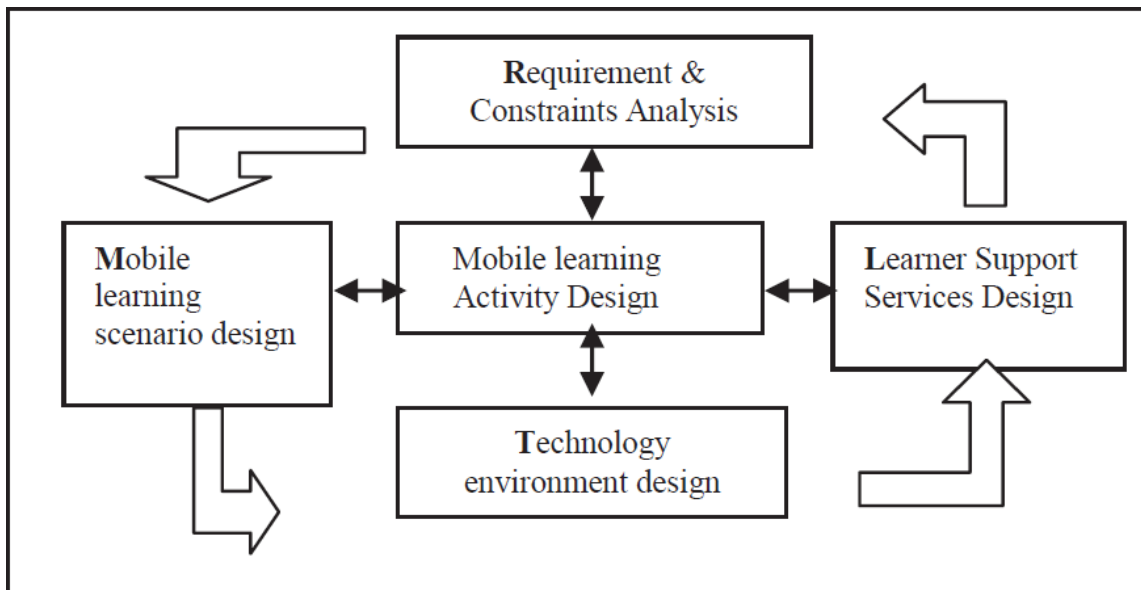 Requirement &
Constraints Analysis
Mobile
learning
scenario design
Mobile learning
Activity Design
Learner Support
Services Design
Technology
environment design